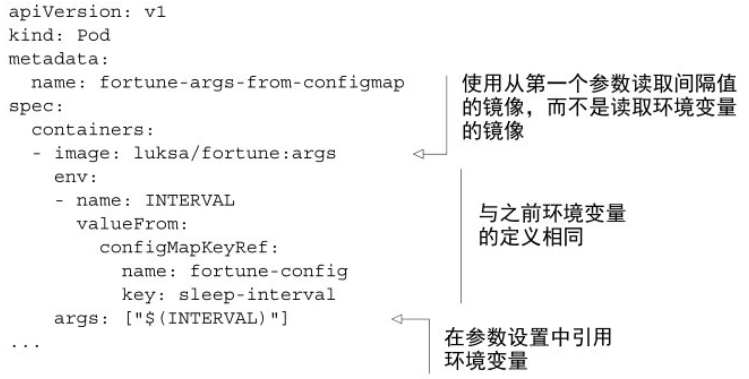 apiVersion: v1
kind: Pod
metadata:
  name: fortune-args-from-configmap
spec:
  containers:
  - image: luksa/fortune:args
    env:
    - name: INTERVAL
      valueFrom:
        configMapKeyRef:
          name: fortune-config
          key: sleep-interval
    args: ["$(INTERVAL)"]
...
使用从第一个参数读取间隔值
的镜像，而不是读取环境变量
的镜像
与之前环境变量
的定义相同
在参数设置中引用
环境变量